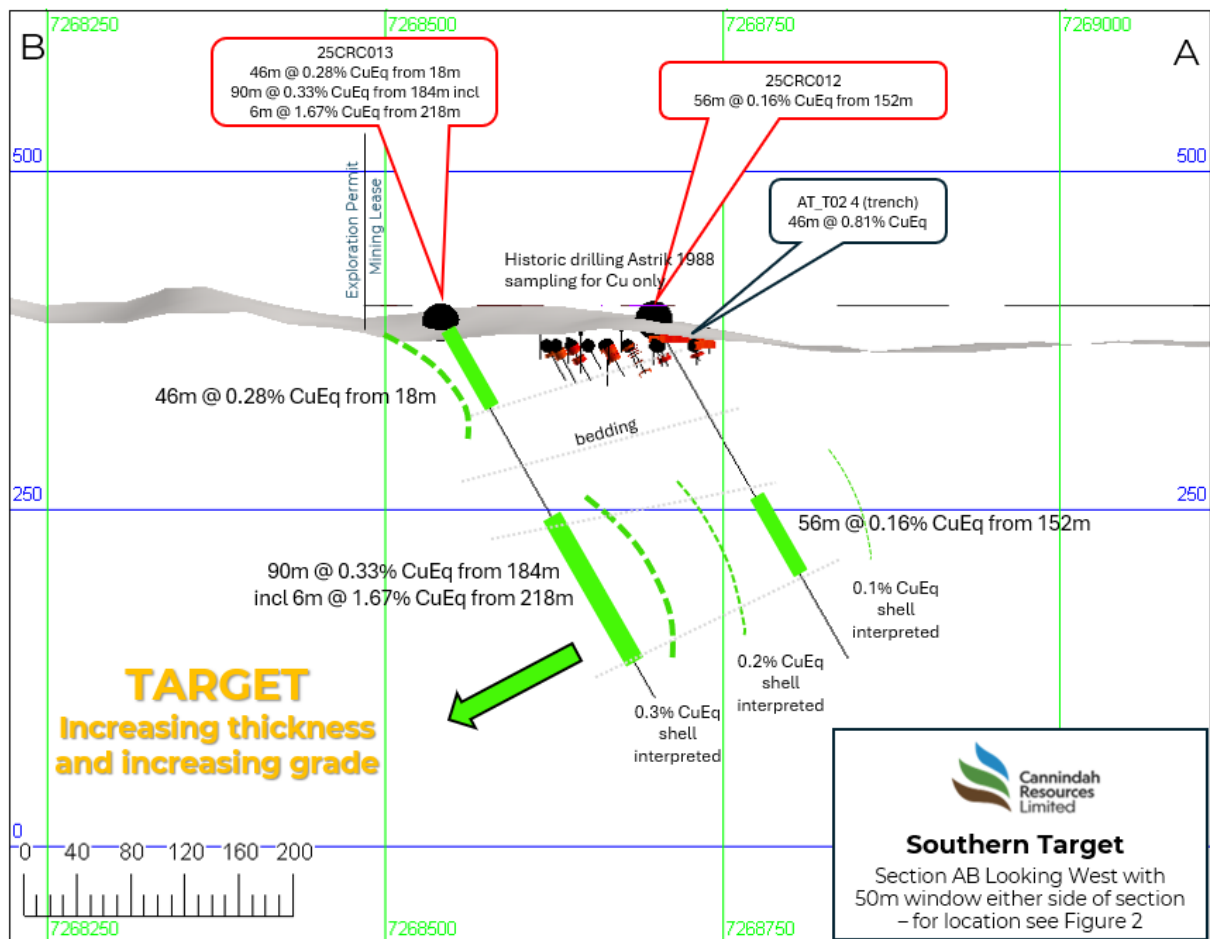 7268250
7268500
7268750
7269000
B
A
25CRC013
46m @ 0.28% CuEq from 18m
90m @ 0.33% CuEq from 184m incl
6m @ 1.67% CuEq from 218m
25CRC012
56m @ 0.16% CuEq from 152m
500
500
Exploration Permit
Mining Lease
AT_T02 4 (trench)
46m @ 0.81% CuEq
Historic drilling Astrik 1988
sampling for Cu only
46m @ 0.28% CuEq from 18m
bedding
250
250
56m @ 0.16% CuEq from 152m
90m @ 0.33% CuEq from 184m
incl 6m @ 1.67% CuEq from 218m
0.1% CuEq
shell
interpreted
0.2% CuEq
shell
interpreted
0.3% CuEq
shell
interpreted
TARGET
Increasing thickness
and increasing grade
0
0 40 80 120 160 200
Cannindah
Resources
Limited
Southern Target
Section AB Looking West with
50m window either side of section
– for location see Figure 2
7268250
7268500
7268750